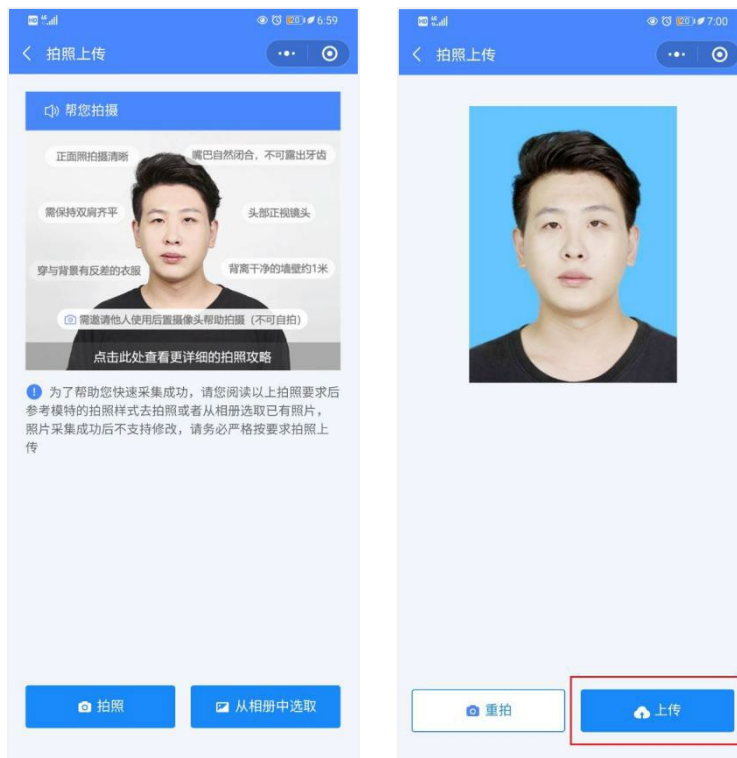 6:59
拍照上传
帮您拍摄
正面照拍摄清晰
嘴巴自然闭合,不可露出牙齿
需保持双肩齐平
头部正视镜头
穿与背景有反差的衣服
背离干净的墙壁约1米
需邀请他人使用后置摄像头帮助拍摄(不可自拍)
点击此处查看更详细的拍照攻略
为了帮助您快速采集成功,请您阅读以上拍照要求后
参考模特的拍照样式去拍照或者从相册选取已有照片,
照片采集成功后不支持修改,请务必严格按要求拍照上
传
拍照
从相册中选取
7:00
拍照上传
重拍
上传